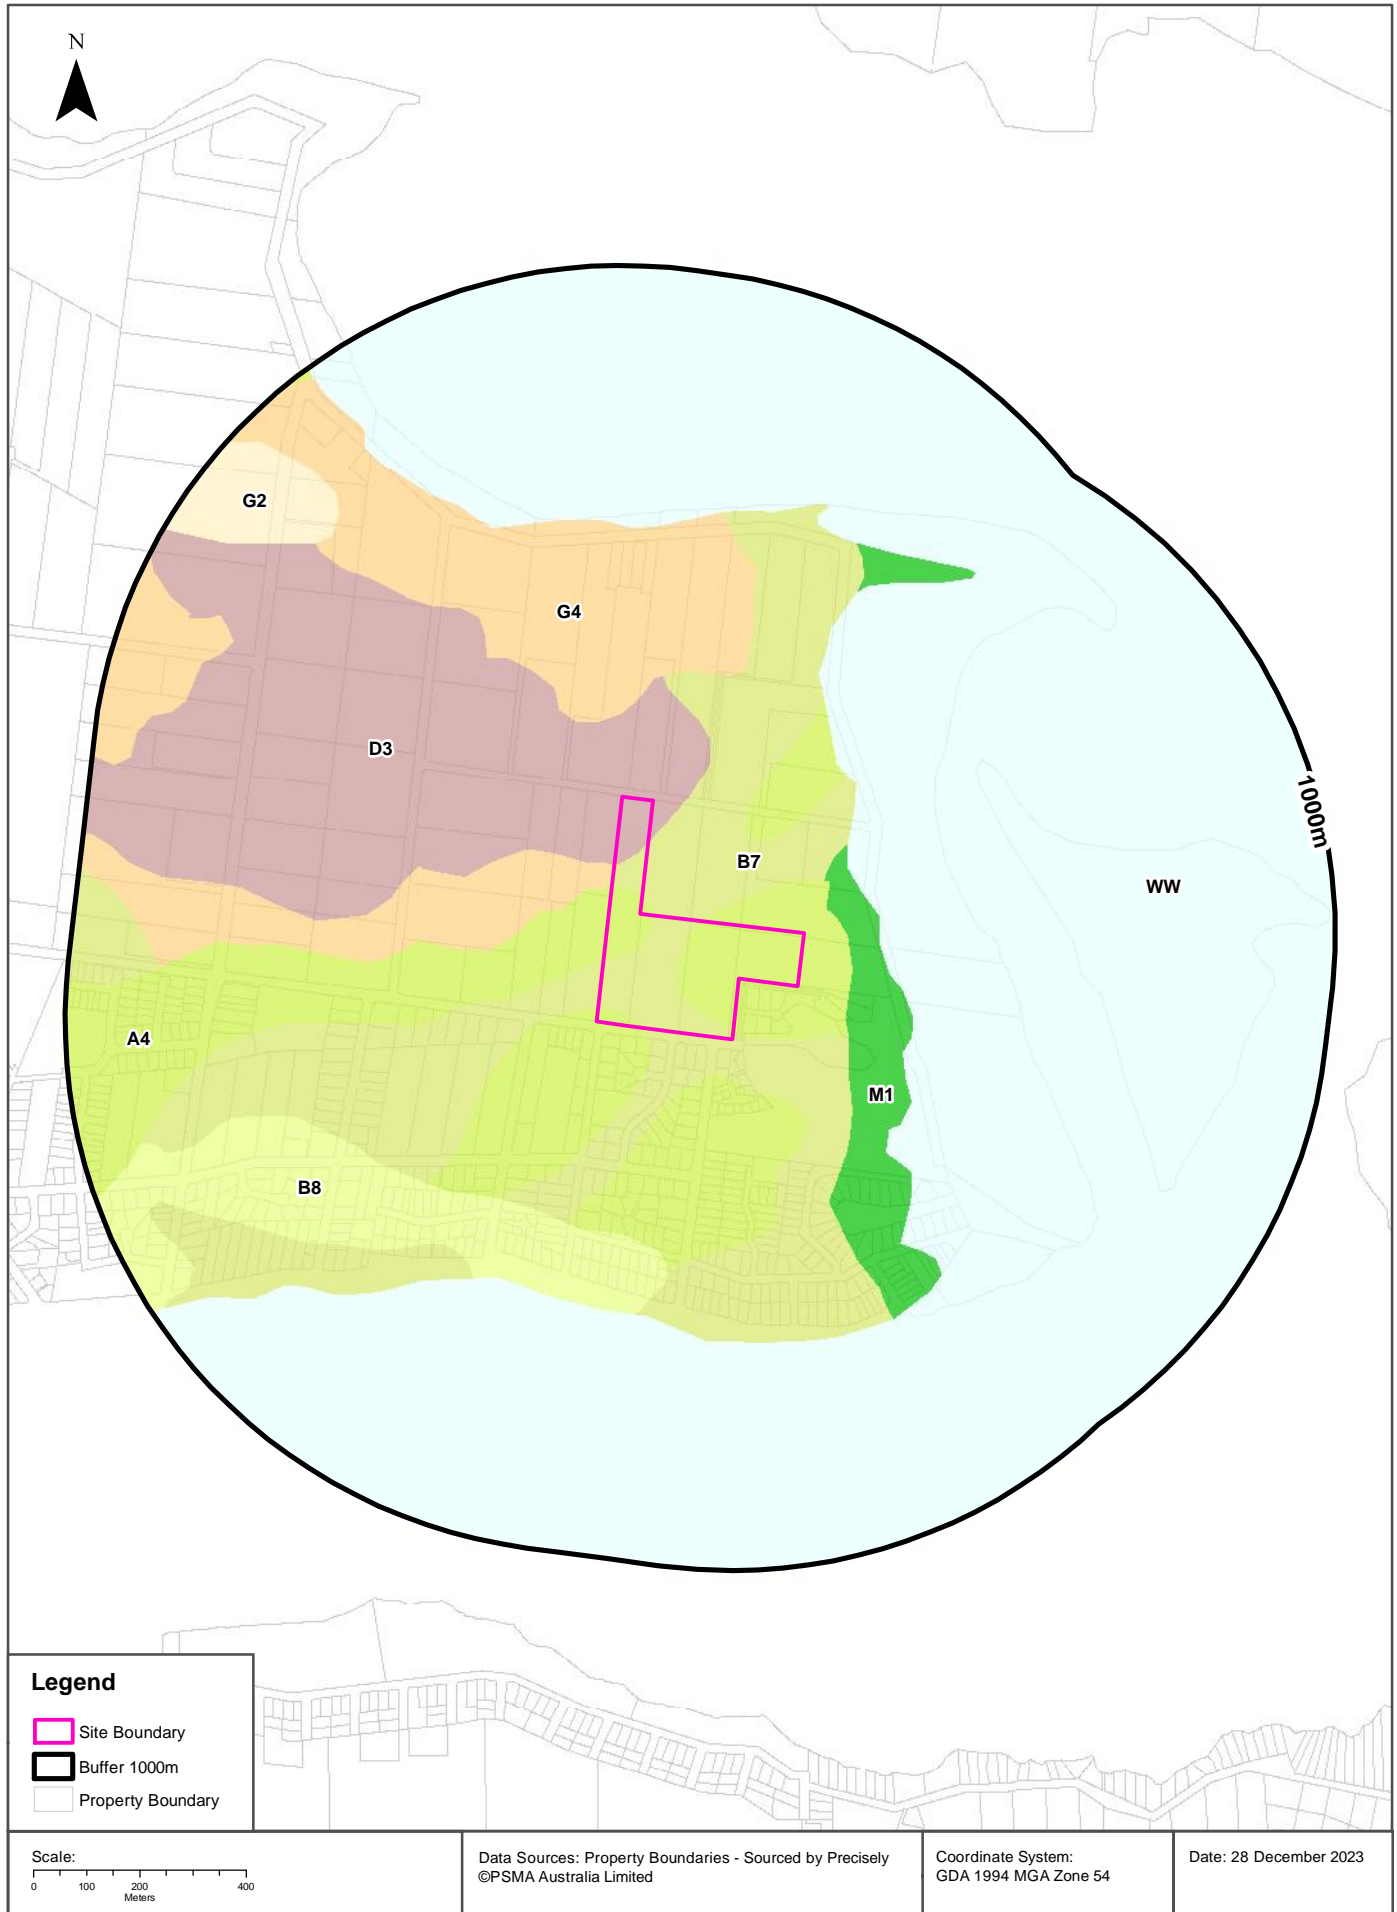 N
G2
G4
D3
1000m
B7
WW
A4
M1
B8
Legend
Site Boundary
Buffer 1000m
Property Boundary
Scale:
0 100 200 400
Meters
Data Sources: Property Boundaries - Sourced by Precisely
©PSMA Australia Limited
Coordinate System:
GDA 1994 MGA Zone 54
Date: 28 December 2023